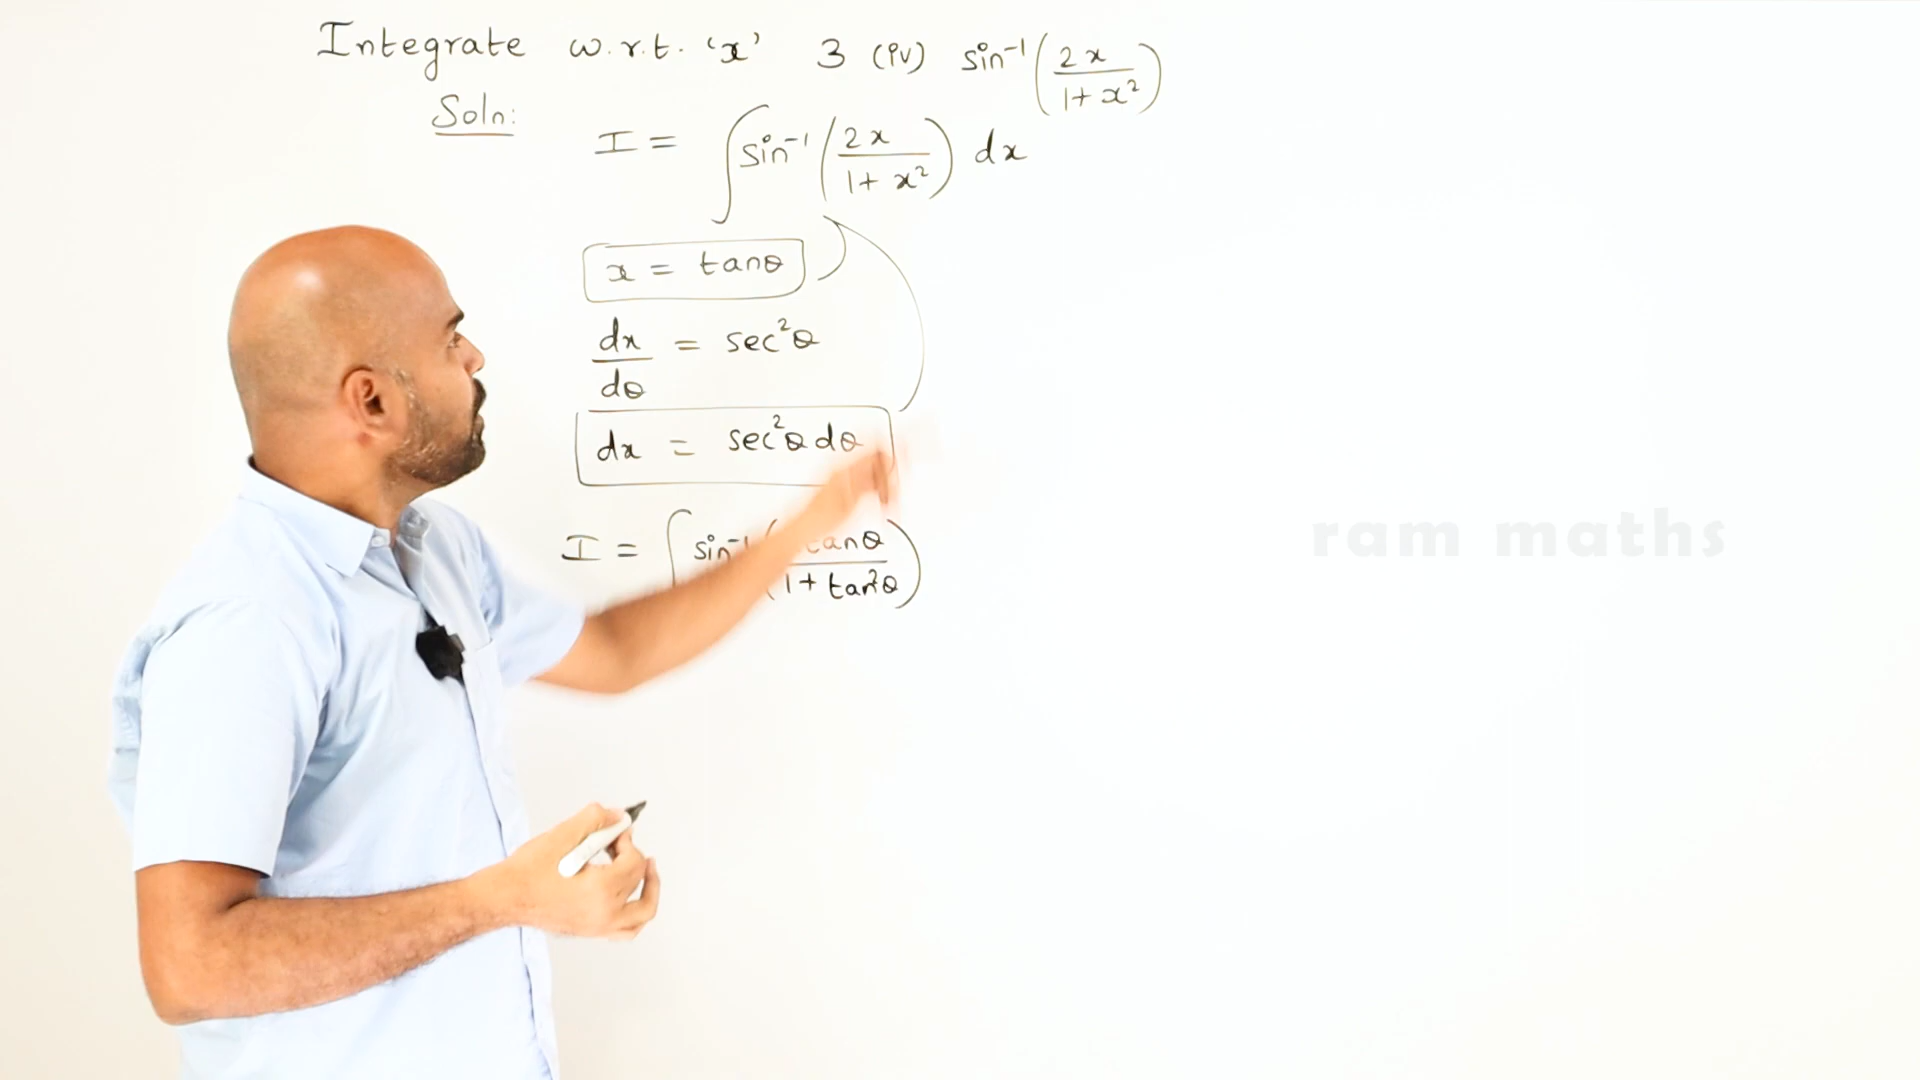 Integrate w.r.t. 'x' 3 (iv) sin⁻¹(2x/(1+x²))
Soln:
I = ∫ sin⁻¹(2x/(1+x²)) dx
x = tanθ
dx/dθ = sec²θ
dx = sec²θ dθ
I = ∫ sin⁻¹( tanθ/(1+tan²θ))
ram maths